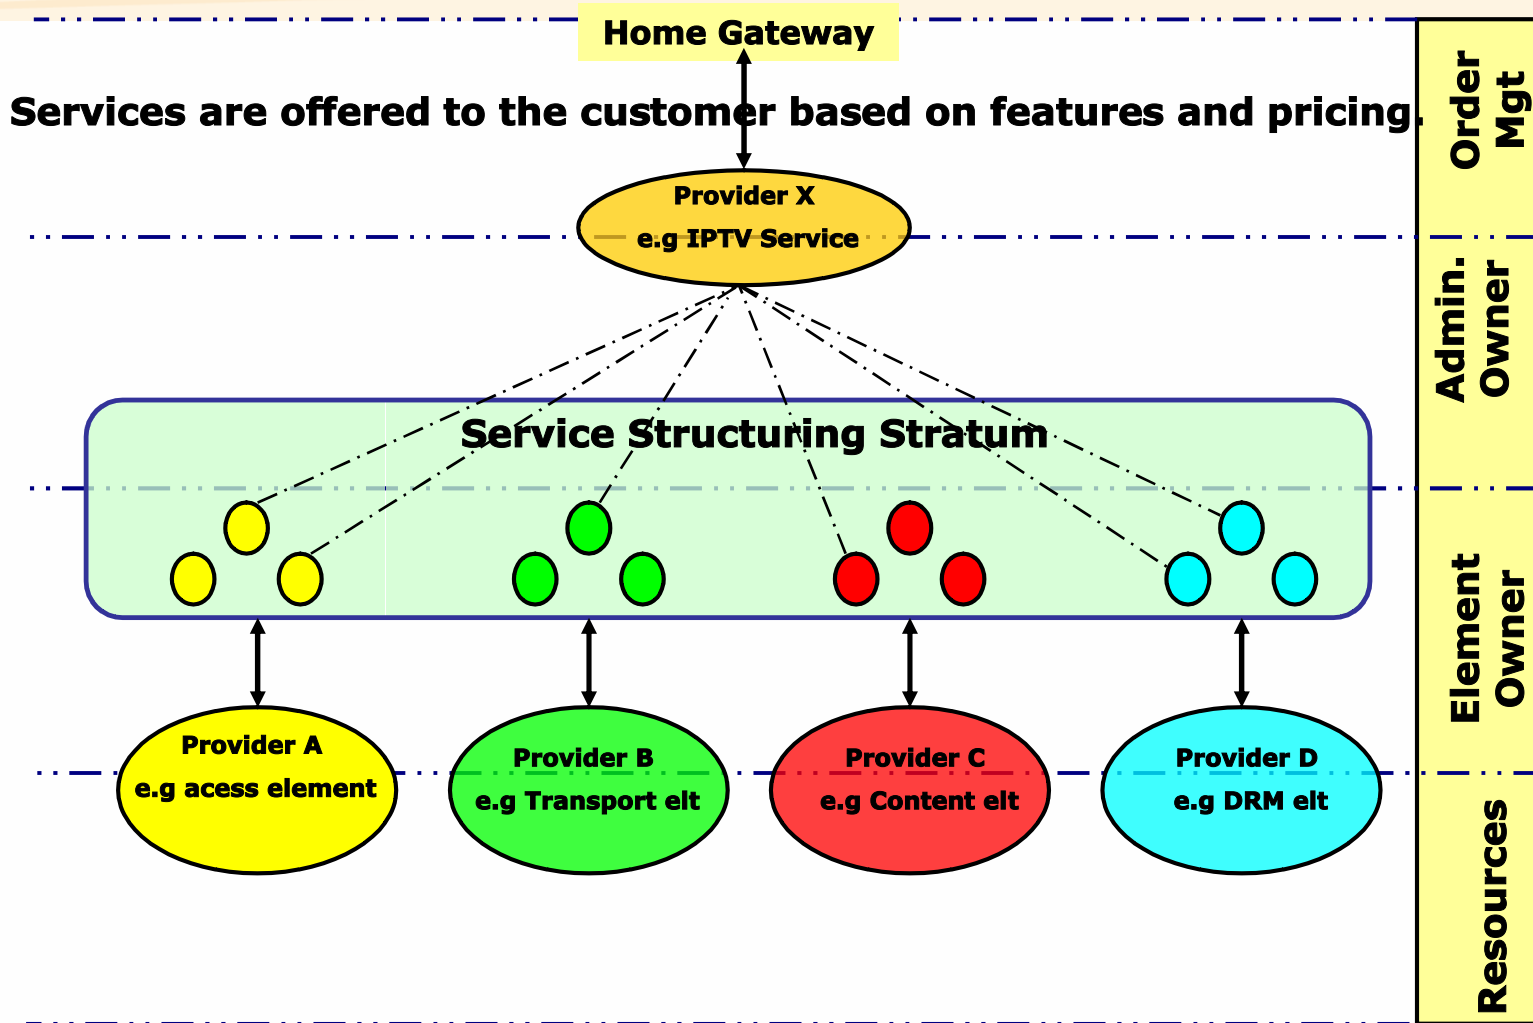 Home Gateway
Services are offered to the customer based on features and pricing.
Provider X
e.g IPTV Service
Service Structuring Stratum
Provider A
e.g acess element
Provider B
e.g Transport elt
Provider C
e.g Content elt
Provider D
e.g DRM elt
Order
Mgt
Admin.
Owner
Element
Owner
Resources